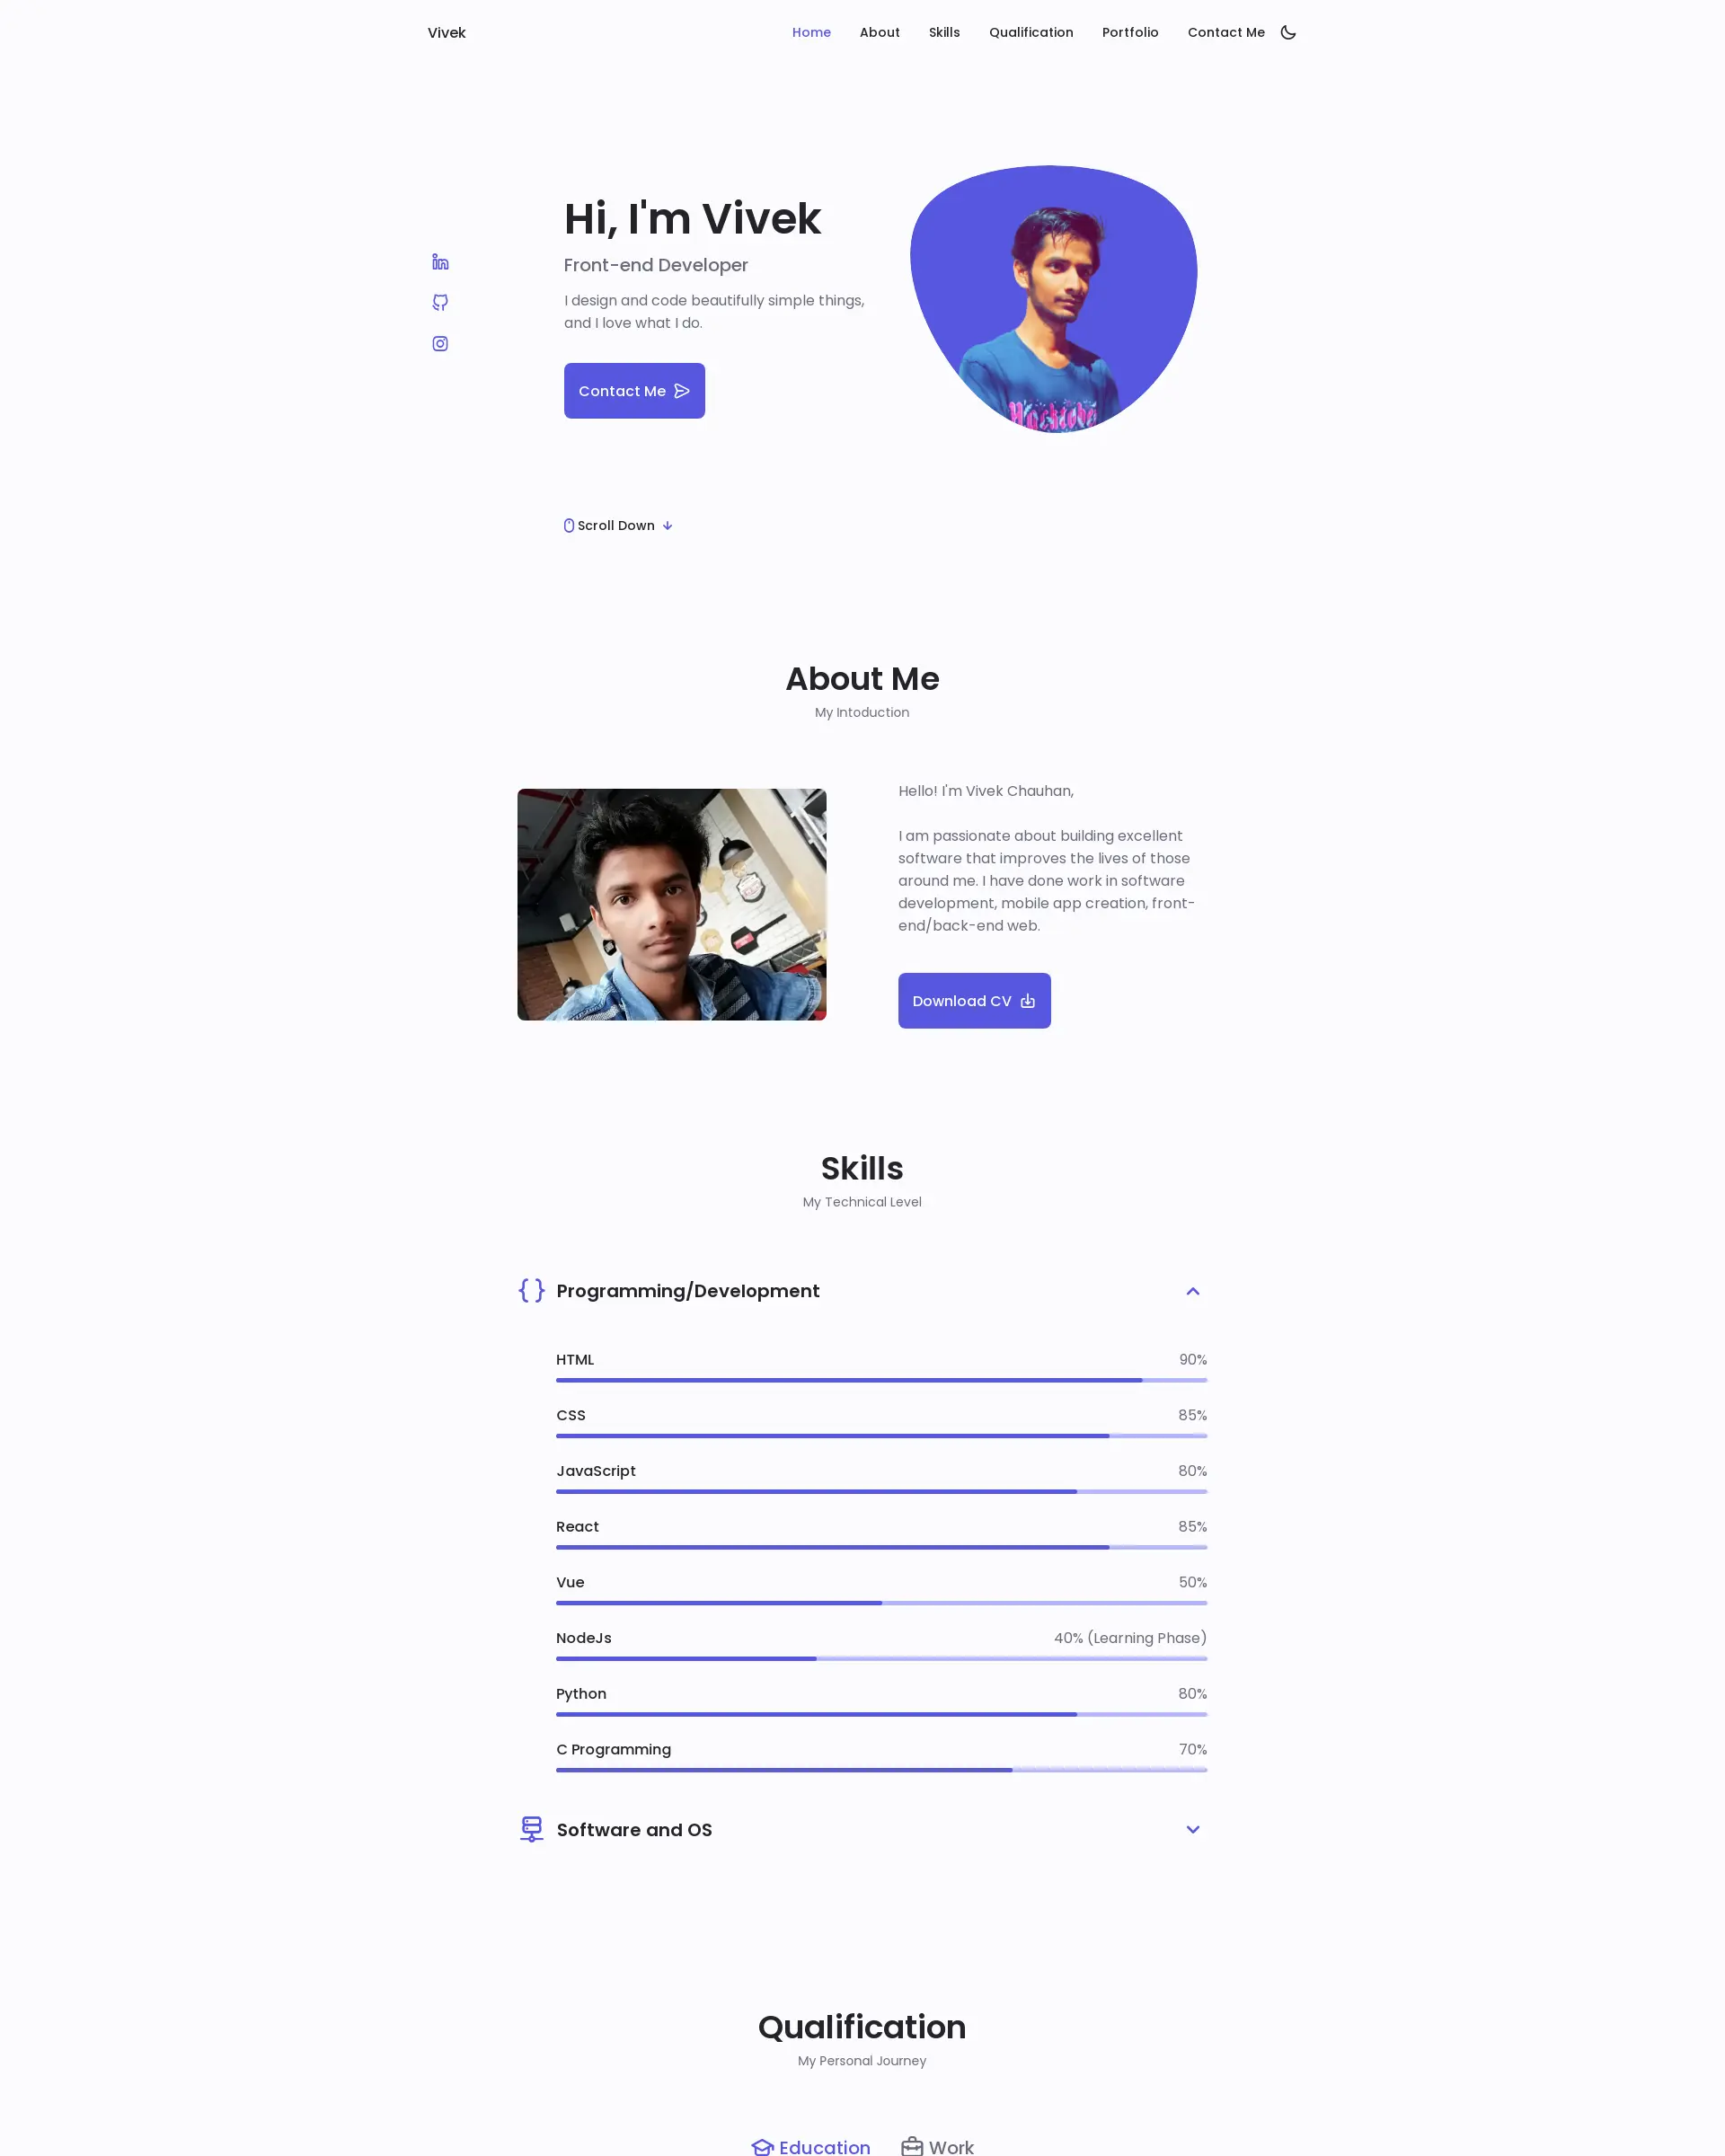 Vivek
Home
About
Skills
Qualification
Portfolio
Contact Me
Hi, I'm Vivek
Front-end Developer
I design and code beautifully simple things,
and I love what I do.
Contact Me
Scroll Down
About Me
My Intoduction
Hello! I'm Vivek Chauhan,
I am passionate about building excellent
software that improves the lives of those
around me. I have done work in software
development, mobile app creation, front-
end/back-end web.
Download CV
Skills
My Technical Level
Programming/Development
HTML 90%
CSS 85%
JavaScript 80%
React 85%
Vue 50%
NodeJs 40% (Learning Phase)
Python 80%
C Programming 70%
Software and OS
Qualification
My Personal Journey
Education
Work